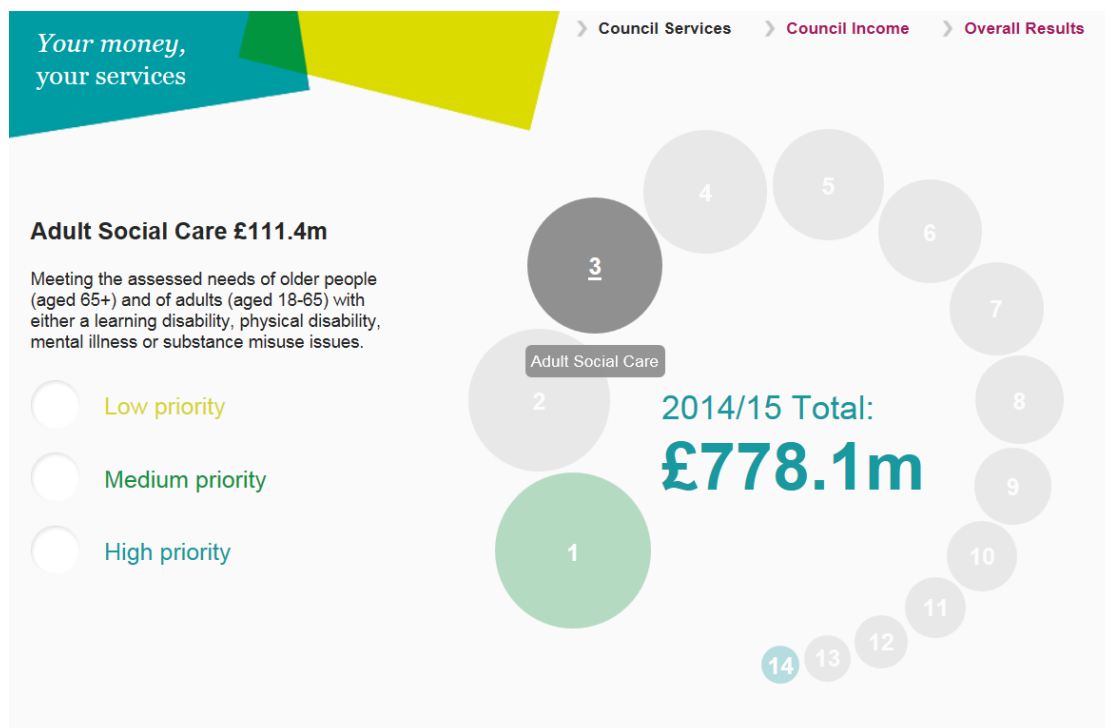 Your money,
your services
Council Services
Council Income
Overall Results
Adult Social Care £111.4m
Meeting the assessed needs of older people
(aged 65+) and of adults (aged 18-65) with
either a learning disability, physical disability,
mental illness or substance misuse issues.
Low priority
Medium priority
High priority
1
2
3
Adult Social Care
4
5
6
7
8
9
10
11
12
13
14
2014/15 Total:
£778.1m